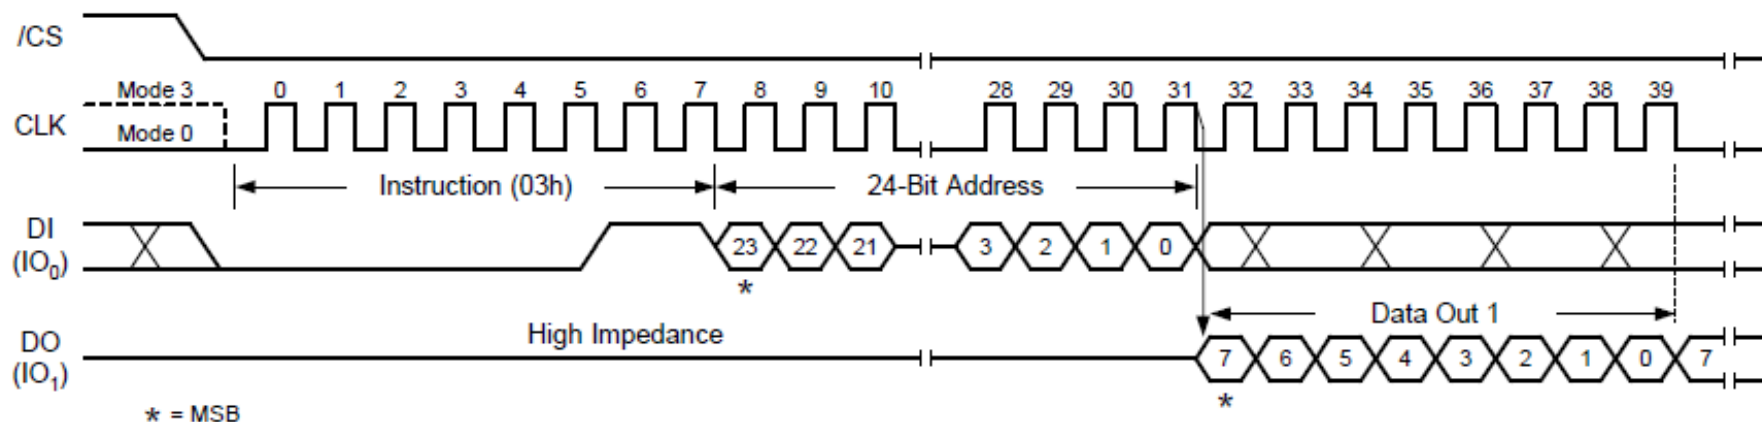 /CS
Mode 3 0 1 2 3 4 5 6 7 8 9 10 28 29 30 31 32 33 34 35 36 37 38 39
CLK
Mode 0
Instruction (03h) 24-Bit Address
DI
(IO0)
23 22 21 3 2 1 0
*
Data Out 1
High Impedance
DO
(IO1)
7 6 5 4 3 2 1 0 7
*
* = MSB